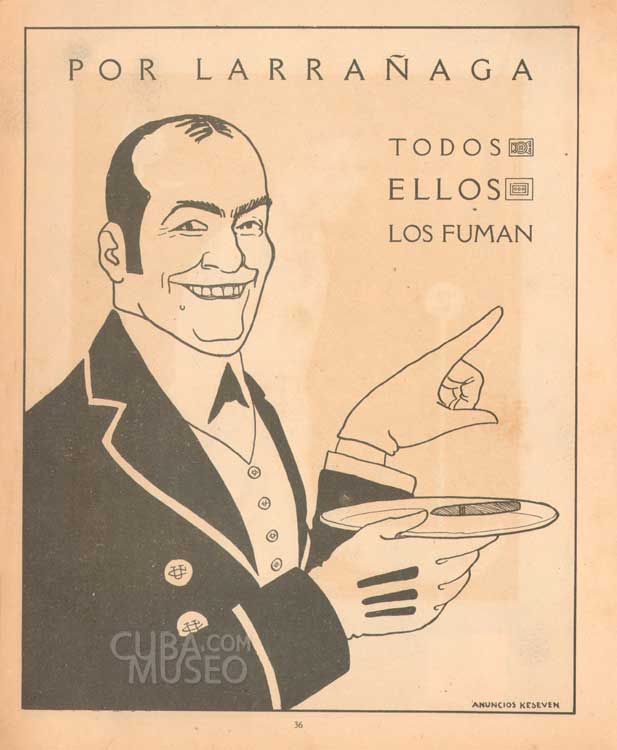 POR LARRAÑAGA
TODOS
ELLOS
LOS FUMAN
CUBA.COM
MUSEO
ANUNCIOS KESEVEN
36